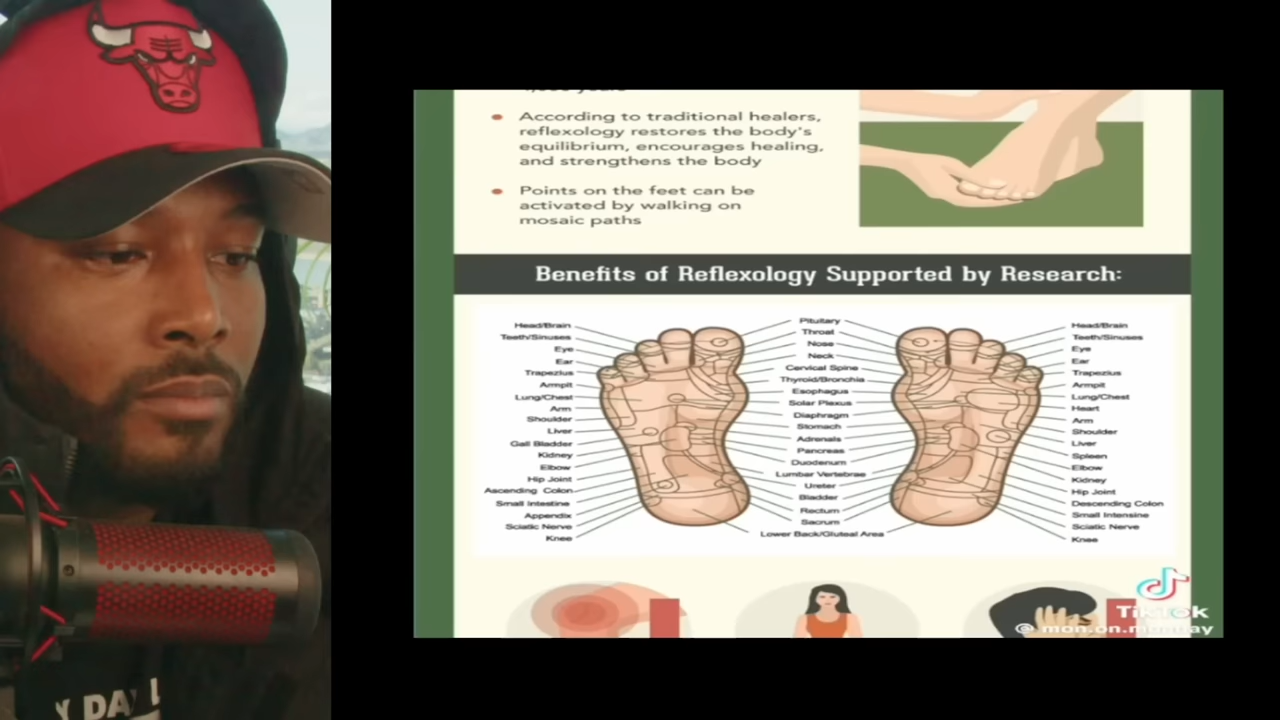 According to traditional healers,
reflexology restores the body's
equilibrium, encourages healing,
and strengthens the body
Points on the feet can be
activated by walking on
mosaic paths
Benefits of Reflexology Supported by Research:
Head/Brain
Teeth/Sinuses
Eye
Ear
Trapezius
Armpit
Lung/Chest
Arm
Shoulder
Liver
Gall Bladder
Kidney
Elbow
Hip Joint
Ascending Colon
Small Intestine
Appendix
Sciatic Nerve
Knee
Pituitary
Throat
Nose
Neck
Cervical Spine
Thyroid/Bronchia
Esophagus
Solar Plexus
Diaphragm
Stomach
Adrenals
Pancreas
Duodenum
Lumbar Vertebrae
Ureter
Bladder
Rectum
Sacrum
Lower Back/Gluteal Area
Head/Brain
Teeth/Sinuses
Eye
Ear
Trapezius
Armpit
Lung/Chest
Heart
Arm
Shoulder
Liver
Spleen
Elbow
Kidney
Hip Joint
Descending Colon
Small Intensine
Sciatic Nerve
Knee
TikTok